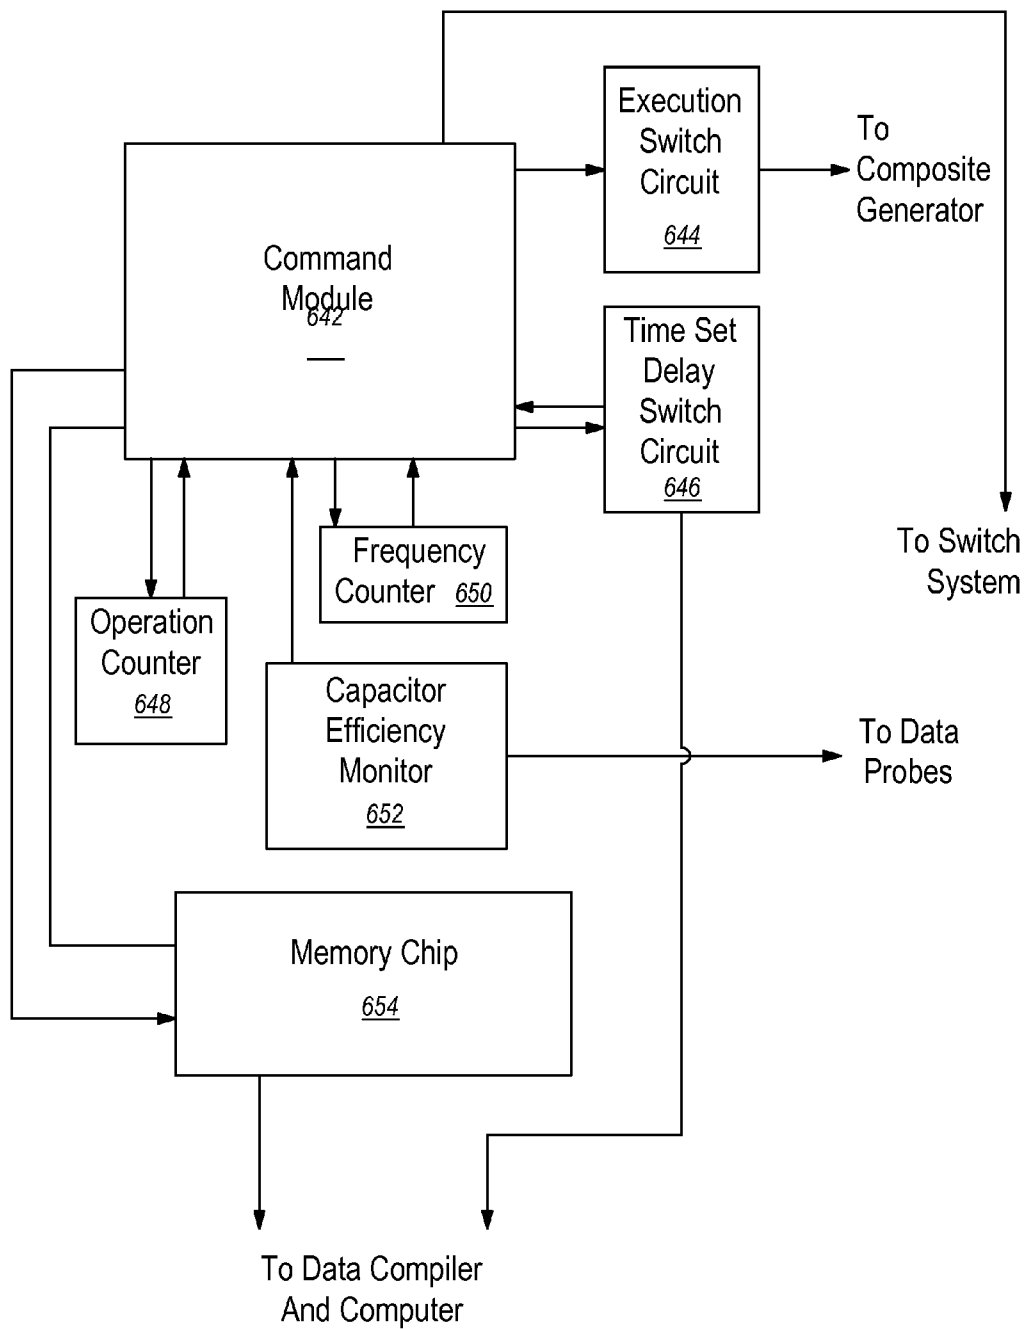 Execution
Switch
Circuit
644
To
Composite
Generator
Command
Module
642
Time Set
Delay
Switch
Circuit
646
To Switch
System
Frequency
Counter 650
Operation
Counter
648
Capacitor
Efficiency
Monitor
652
To Data
Probes
Memory Chip
654
To Data Compiler
And Computer